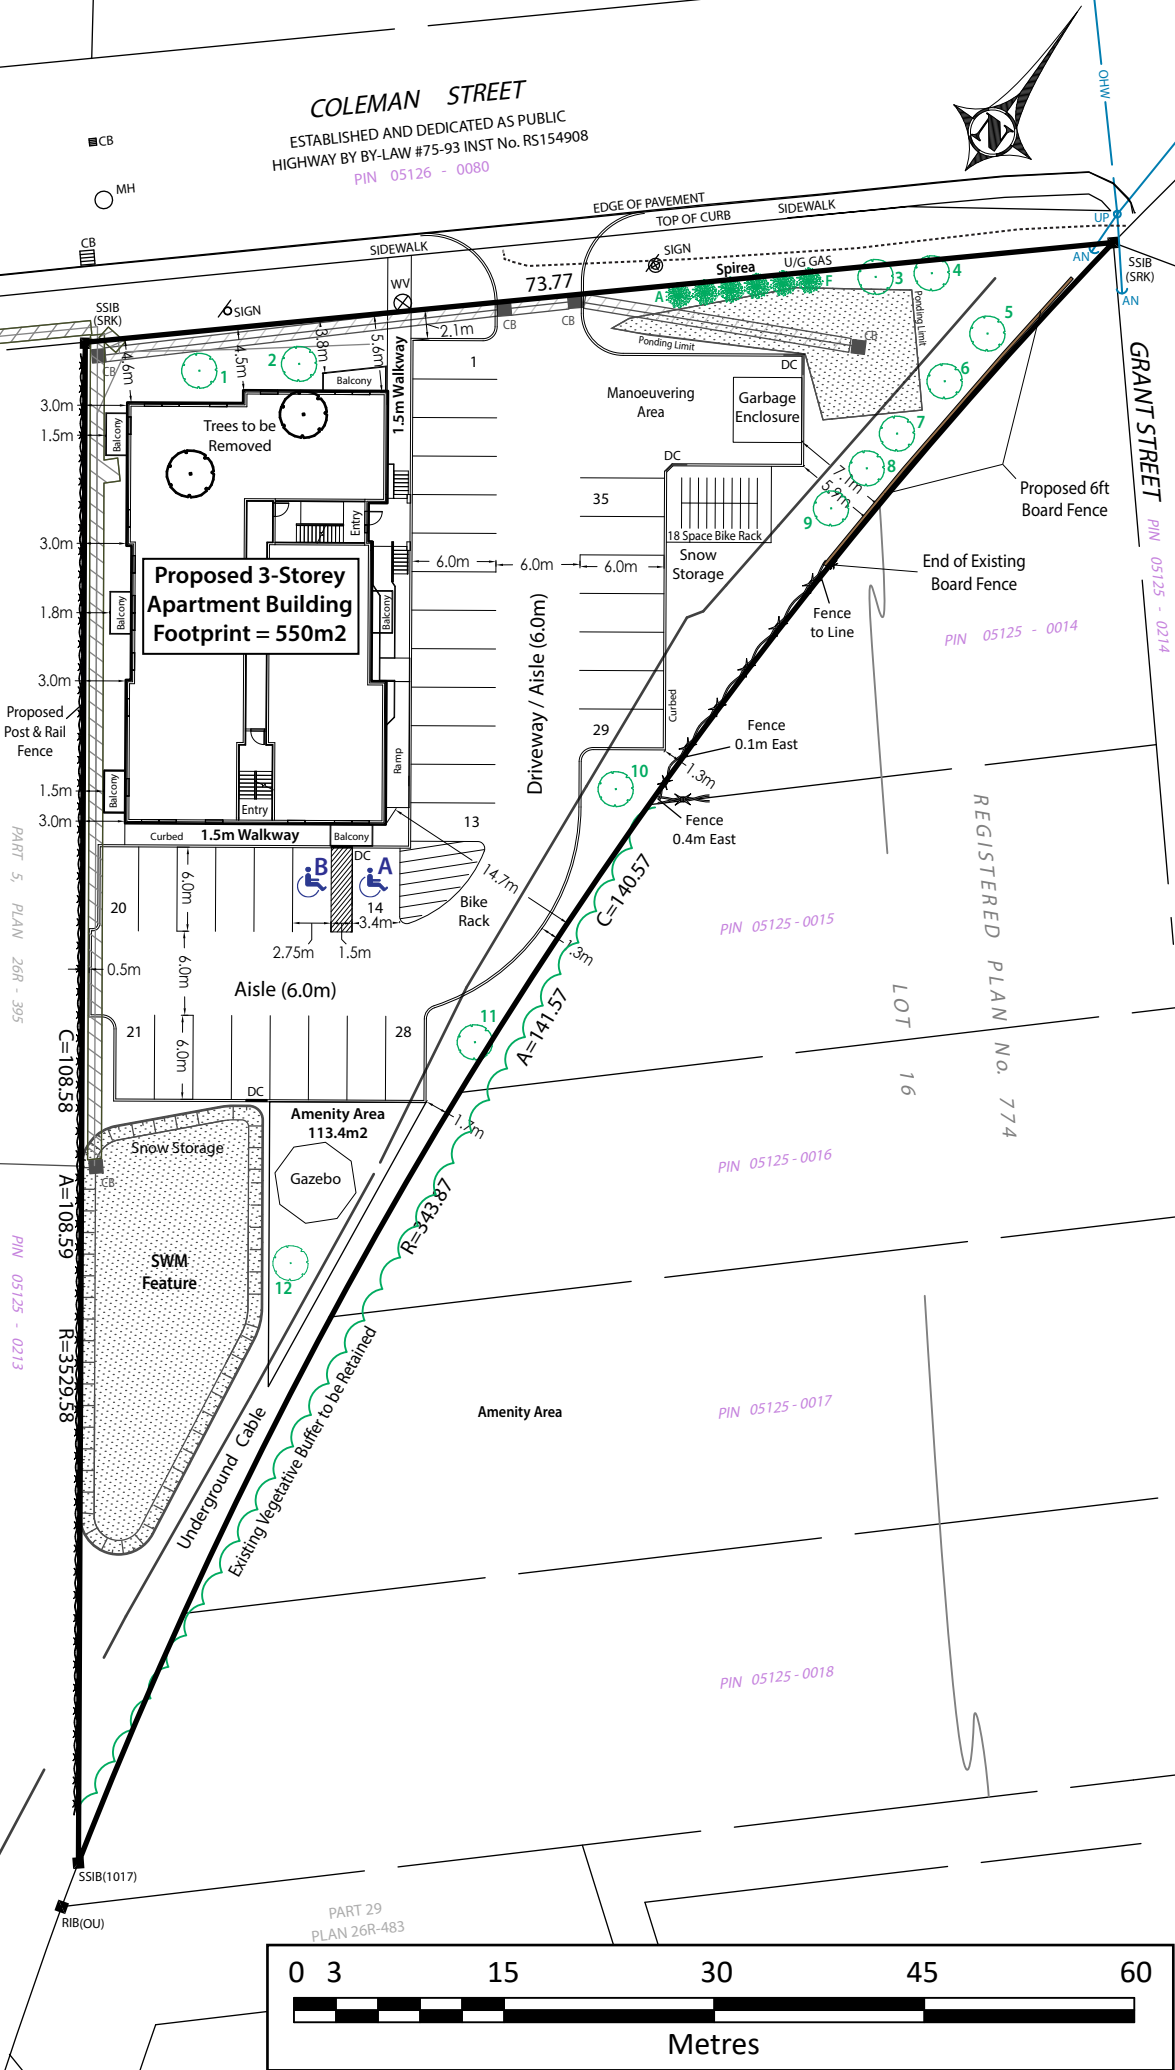 COLEMAN STREET
ESTABLISHED AND DEDICATED AS PUBLIC
HIGHWAY BY BY-LAW #75-93 INST No. RS154908
PIN 05126 - 0080
OHW
N
CB
MH
CB
EDGE OF PAVEMENT
TOP OF CURB
SIDEWALK
SIDEWALK
UP
AN
SSIB
(SRK)
AN
SIGN
U/G GAS
Spirea
A
F
3
4
5
6
7
8
9
73.77
WV
SIGN
SSIB
(SRK)
CB
CB
CB
CB
2.1m
4.6m
4.5m
3.8m
5.6m
1
2
Balcony
1.5m Walkway
1
Ponding Limit
Ponding Limit
DC
Manoeuvering
Area
Garbage
Enclosure
DC
GRANT STREET
PIN 05125 - 0214
3.0m
1.5m
Balcony
Trees to be
Removed
35
7.1m
5.9m
18 Space Bike Rack
Snow
Storage
Proposed 6ft
Board Fence
Entry
3.0m
6.0m
6.0m
6.0m
End of Existing
Board Fence
Fence
to Line
PIN 05125 - 0014
Proposed 3-Storey
Apartment Building
Footprint = 550m2
1.8m
Balcony
Balcony
Driveway / Aisle (6.0m)
3.0m
Proposed
Post & Rail
Fence
Curbed
29
Fence
0.1m East
1.3m
10
Ramp
1.5m
Balcony
Entry
3.0m
Curbed
1.5m Walkway
Balcony
13
Fence
0.4m East
REGISTERED PLAN No. 774
PART 5, PLAN 26R - 395
DC
B
A
6.0m
20
14
3.4m
2.75m
1.5m
14.7m
Bike
Rack
1.3m
C=140.57
PIN 05125 - 0015
0.5m
6.0m
Aisle (6.0m)
LOT 16
21
6.0m
28
11
A=141.57
C=108.58
DC
Amenity Area
113.4m2
1.7m
Snow Storage
Gazebo
CB
PIN 05125 - 0016
A=108.59
R=343.87
PIN 05125 - 0213
SWM
Feature
12
R=3529.58
Underground Cable
Existing Vegetative Buffer to be Retained
Amenity Area
PIN 05125 - 0017
PIN 05125 - 0018
SSIB(1017)
RIB(OU)
PART 29
PLAN 26R-483
0 3 15 30 45 60
Metres